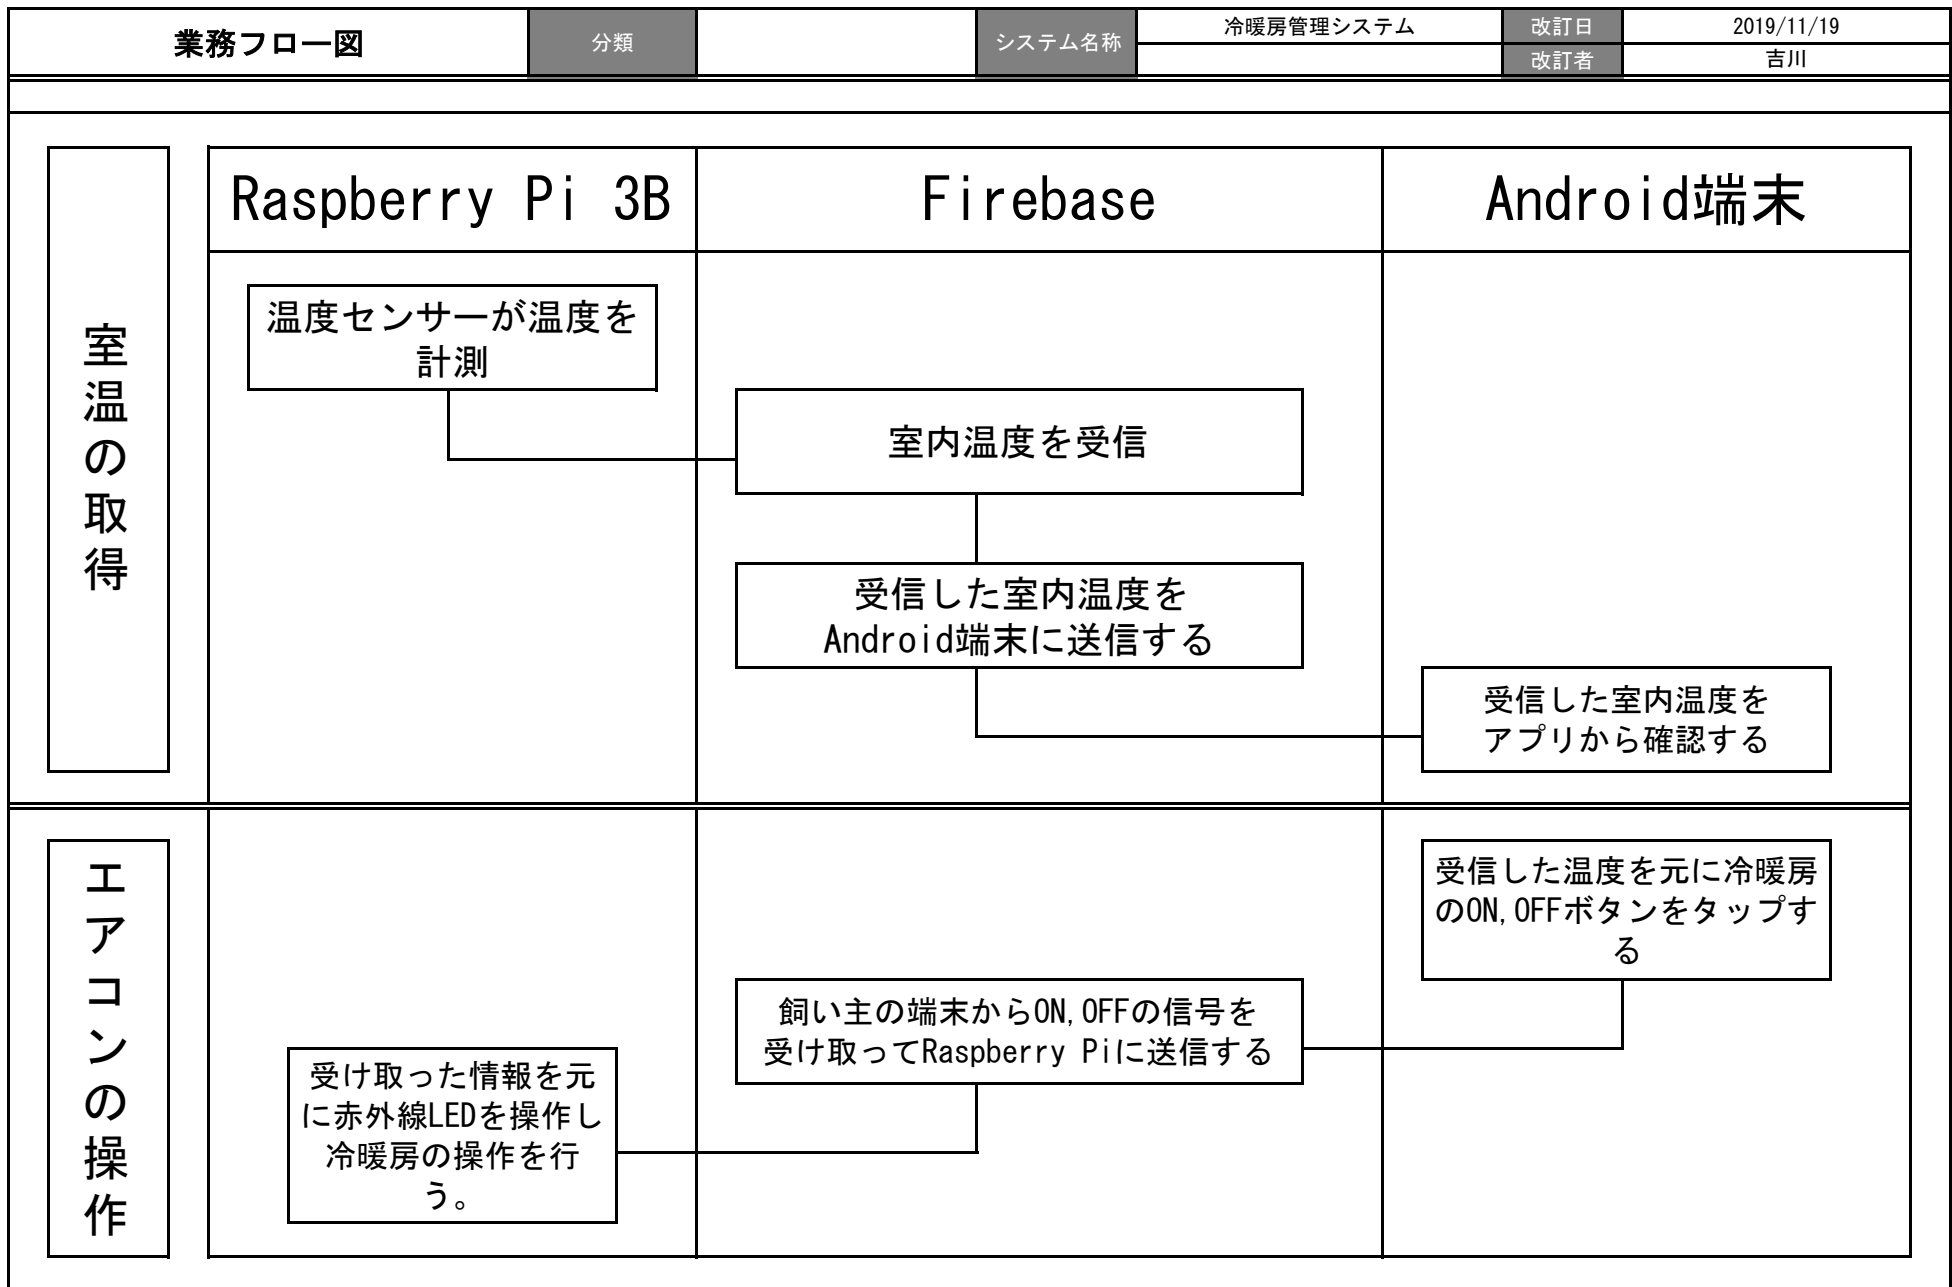 業務フロー図
分類
システム名称
冷暖房管理システム
改訂日
2019/11/19
改訂者
吉川
室温の取得
Raspberry Pi 3B
Firebase
Android端末
温度センサーが温度を
計測
室内温度を受信
受信した室内温度を
Android端末に送信する
受信した室内温度を
アプリから確認する
エアコンの操作
受信した温度を元に冷暖房
のON,OFFボタンをタップす
る
飼い主の端末からON,OFFの信号を
受け取ってRaspberry Piに送信する
受け取った情報を元
に赤外線LEDを操作し
冷暖房の操作を行
う。